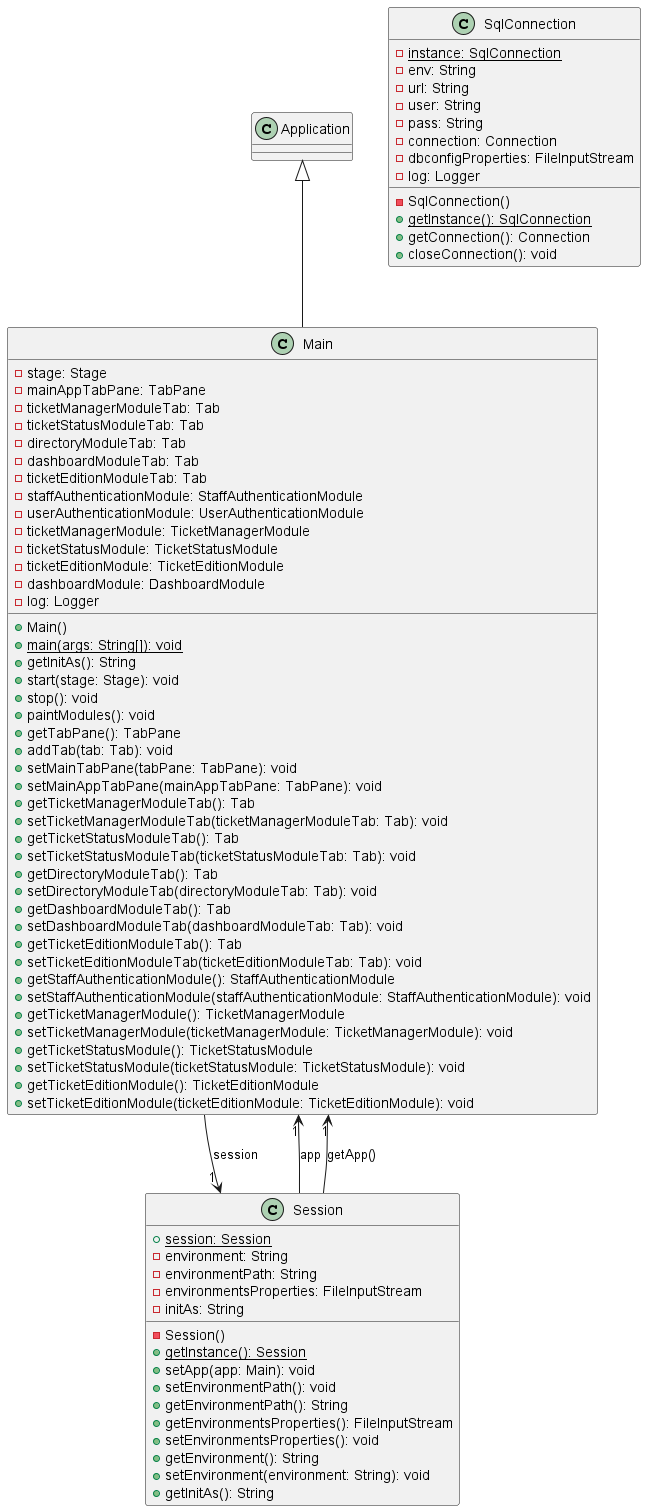 C SqlConnection
instance: SqlConnection
env: String
url: String
user: String
pass: String
connection: Connection
dbconfigProperties: FileInputStream
log: Logger
SqlConnection()
getInstance(): SqlConnection
getConnection(): Connection
closeConnection(): void
C Application
C Main
stage: Stage
mainAppTabPane: TabPane
ticketManagerModuleTab: Tab
ticketStatusModuleTab: Tab
directoryModuleTab: Tab
dashboardModuleTab: Tab
ticketEditionModuleTab: Tab
staffAuthenticationModule: StaffAuthenticationModule
userAuthenticationModule: UserAuthenticationModule
ticketManagerModule: TicketManagerModule
ticketStatusModule: TicketStatusModule
ticketEditionModule: TicketEditionModule
dashboardModule: DashboardModule
log: Logger
Main()
main(args: String[]): void
getInitAs(): String
start(stage: Stage): void
stop(): void
paintModules(): void
getTabPane(): TabPane
addTab(tab: Tab): void
setMainTabPane(tabPane: TabPane): void
setMainAppTabPane(mainAppTabPane: TabPane): void
getTicketManagerModuleTab(): Tab
setTicketManagerModuleTab(ticketManagerModuleTab: Tab): void
getTicketStatusModuleTab(): Tab
setTicketStatusModuleTab(ticketStatusModuleTab: Tab): void
getDirectoryModuleTab(): Tab
setDirectoryModuleTab(directoryModuleTab: Tab): void
getDashboardModuleTab(): Tab
setDashboardModuleTab(dashboardModuleTab: Tab): void
getTicketEditionModuleTab(): Tab
setTicketEditionModuleTab(ticketEditionModuleTab: Tab): void
getStaffAuthenticationModule(): StaffAuthenticationModule
setStaffAuthenticationModule(staffAuthenticationModule: StaffAuthenticationModule): void
getTicketManagerModule(): TicketManagerModule
setTicketManagerModule(ticketManagerModule: TicketManagerModule): void
getTicketStatusModule(): TicketStatusModule
setTicketStatusModule(ticketStatusModule: TicketStatusModule): void
getTicketEditionModule(): TicketEditionModule
setTicketEditionModule(ticketEditionModule: TicketEditionModule): void
1 1
session app getApp()
1
C Session
session: Session
environment: String
environmentPath: String
environmentsProperties: FileInputStream
initAs: String
Session()
getInstance(): Session
setApp(app: Main): void
setEnvironmentPath(): void
getEnvironmentPath(): String
getEnvironmentsProperties(): FileInputStream
setEnvironmentsProperties(): void
getEnvironment(): String
setEnvironment(environment: String): void
getInitAs(): String